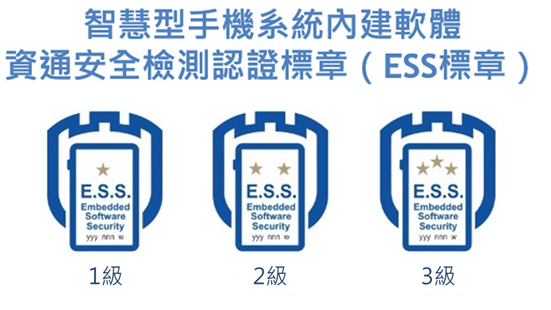 智慧型手機系統內建軟體
資通安全檢測認證標章（ESS標章）
E.S.S.
Embedded
Software
Security
yyy nnn w
E.S.S.
Embedded
Software
Security
yyy nnn w
E.S.S.
Embedded
Software
Security
yyy nnn w
1級
2級
3級